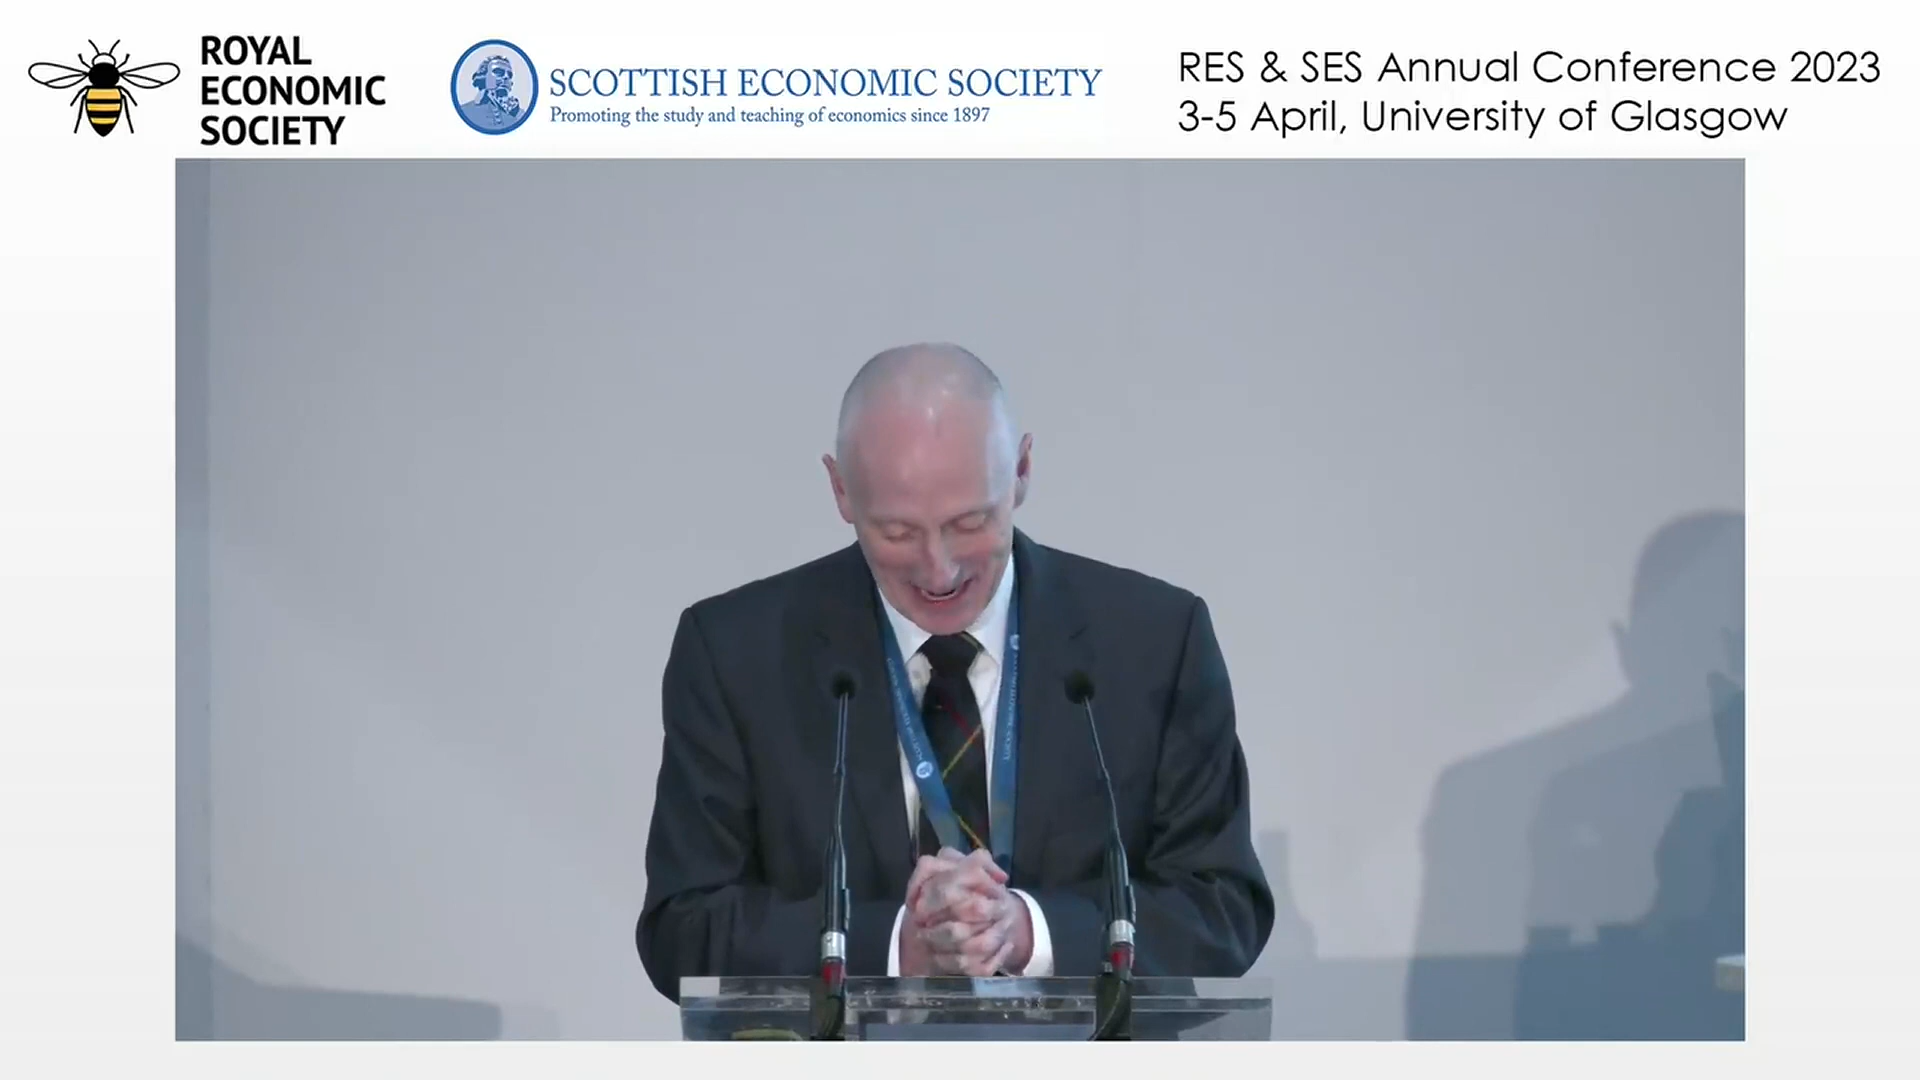 ROYAL
ECONOMIC
SOCIETY
SCOTTISH ECONOMIC SOCIETY
Promoting the study and teaching of economics since 1897
RES & SES Annual Conference 2023
3-5 April, University of Glasgow